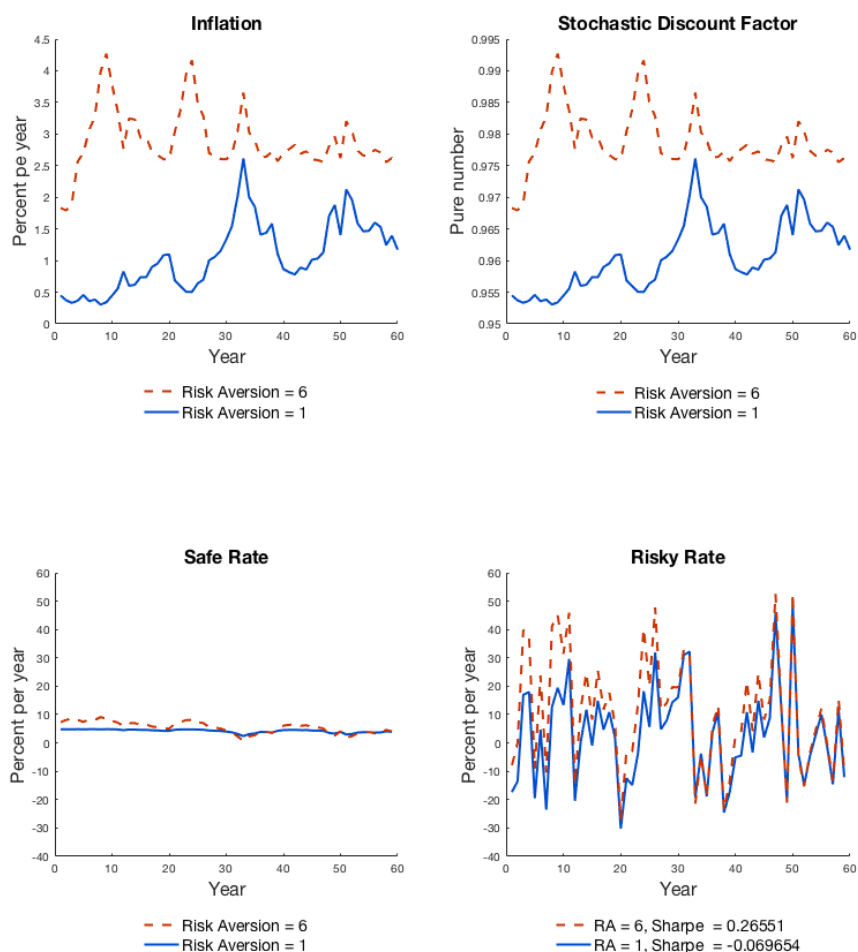 Inflation
Percent pe year
4.5
4
3.5
3
2.5
2
1.5
1
0.5
0
0 10 20 30 40 50 60
Year
Risk Aversion = 6
Risk Aversion = 1
Stochastic Discount Factor
Pure number
0.995
0.99
0.985
0.98
0.975
0.97
0.965
0.96
0.955
0.95
0 10 20 30 40 50 60
Year
Risk Aversion = 6
Risk Aversion = 1
Safe Rate
Percent per year
60
50
40
30
20
10
0
-10
-20
-30
-40
0 10 20 30 40 50 60
Year
Risk Aversion = 6
Risk Aversion = 1
Risky Rate
Percent per year
60
50
40
30
20
10
0
-10
-20
-30
-40
0 10 20 30 40 50 60
Year
RA = 6, Sharpe = 0.26551
RA = 1, Sharpe = -0.069654